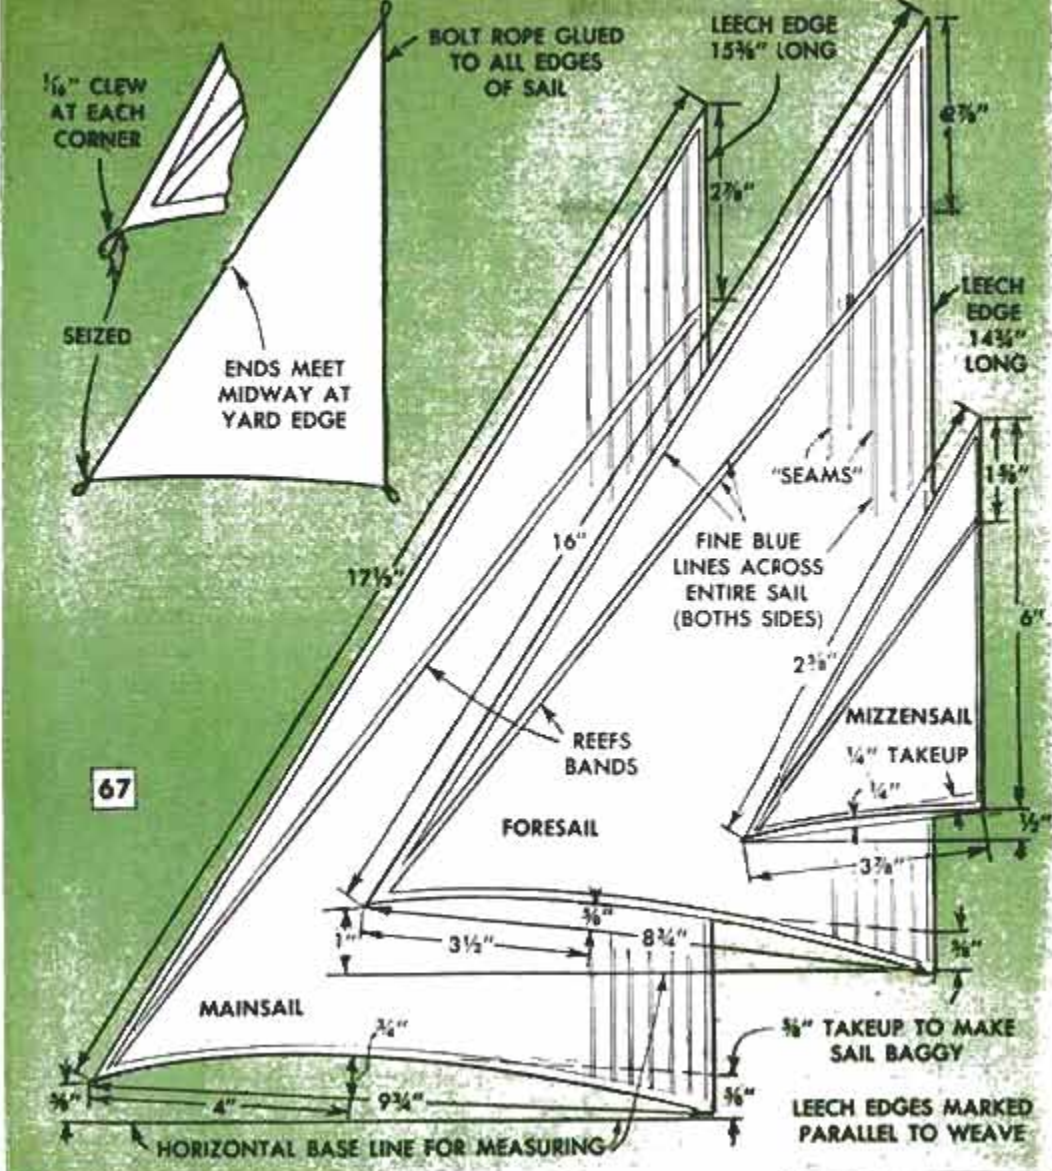 BOLT ROPE GLUED
TO ALL EDGES
OF SAIL
1/16" CLEW
AT EACH
CORNER
SEIZED
ENDS MEET
MIDWAY AT
YARD EDGE
LEECH EDGE
15⅜" LONG
2⅞"
LEECH
EDGE
14¾"
LONG
"SEAMS"
1⅝"
16"
FINE BLUE
LINES ACROSS
ENTIRE SAIL
(BOTHS SIDES)
17½"
6"
MIZZENSAIL
¼" TAKEUP
¼"
½"
REEFS
BANDS
67
FORESAIL
3⅞"
1"
3½"
⅝"
8¾"
⅝"
MAINSAIL
¾"
⅝" TAKEUP TO MAKE
SAIL BAGGY
⅝"
4"
9¾"
⅝"
LEECH EDGES MARKED
PARALLEL TO WEAVE
HORIZONTAL BASE LINE FOR MEASURING